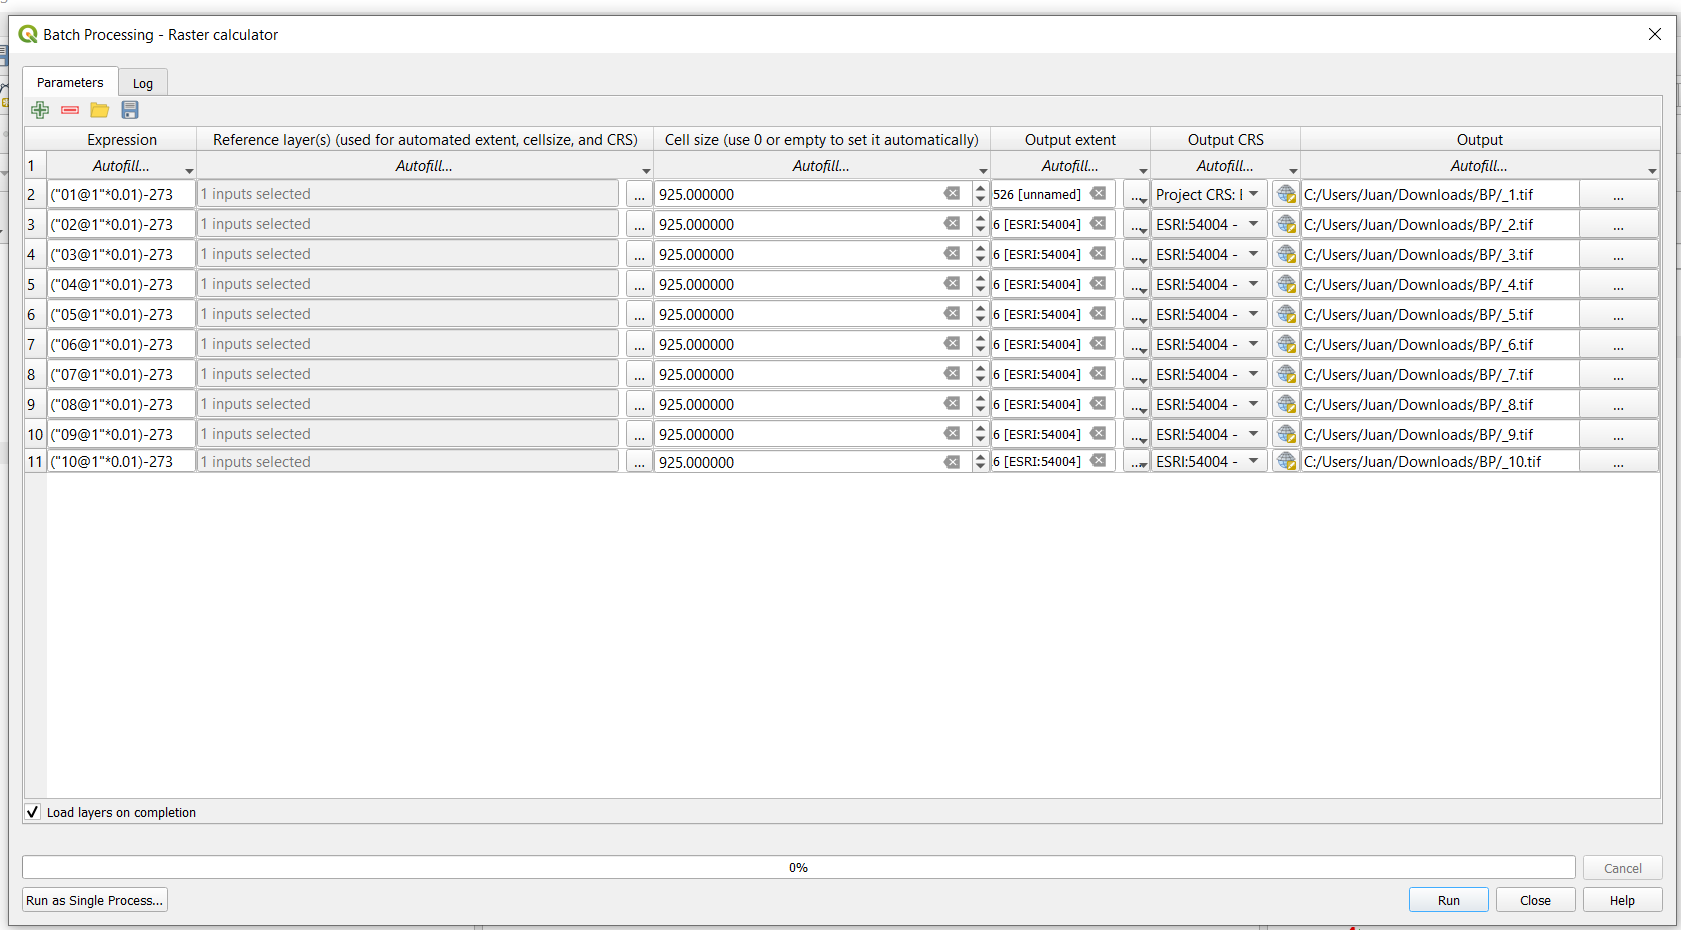 Batch Processing - Raster calculator
Parameters Log
Expression Reference layer(s) (used for automated extent, cellsize, and CRS) Cell size (use 0 or empty to set it automatically) Output extent Output CRS Output
1 Autofill... Autofill... Autofill... Autofill... Autofill... Autofill...
2 ("01@1"*0.01)-273 1 inputs selected ... 925.000000 526 [unnamed] ... Project CRS: C:/Users/Juan/Downloads/BP/_1.tif ...
3 ("02@1"*0.01)-273 1 inputs selected ... 925.000000 6 [ESRI:54004] ... ESRI:54004 - C:/Users/Juan/Downloads/BP/_2.tif ...
4 ("03@1"*0.01)-273 1 inputs selected ... 925.000000 6 [ESRI:54004] ... ESRI:54004 - C:/Users/Juan/Downloads/BP/_3.tif ...
5 ("04@1"*0.01)-273 1 inputs selected ... 925.000000 6 [ESRI:54004] ... ESRI:54004 - C:/Users/Juan/Downloads/BP/_4.tif ...
6 ("05@1"*0.01)-273 1 inputs selected ... 925.000000 6 [ESRI:54004] ... ESRI:54004 - C:/Users/Juan/Downloads/BP/_5.tif ...
7 ("06@1"*0.01)-273 1 inputs selected ... 925.000000 6 [ESRI:54004] ... ESRI:54004 - C:/Users/Juan/Downloads/BP/_6.tif ...
8 ("07@1"*0.01)-273 1 inputs selected ... 925.000000 6 [ESRI:54004] ... ESRI:54004 - C:/Users/Juan/Downloads/BP/_7.tif ...
9 ("08@1"*0.01)-273 1 inputs selected ... 925.000000 6 [ESRI:54004] ... ESRI:54004 - C:/Users/Juan/Downloads/BP/_8.tif ...
10 ("09@1"*0.01)-273 1 inputs selected ... 925.000000 6 [ESRI:54004] ... ESRI:54004 - C:/Users/Juan/Downloads/BP/_9.tif ...
11 ("10@1"*0.01)-273 1 inputs selected ... 925.000000 6 [ESRI:54004] ... ESRI:54004 - C:/Users/Juan/Downloads/BP/_10.tif ...
Load layers on completion
0% Cancel
Run as Single Process... Run Close Help